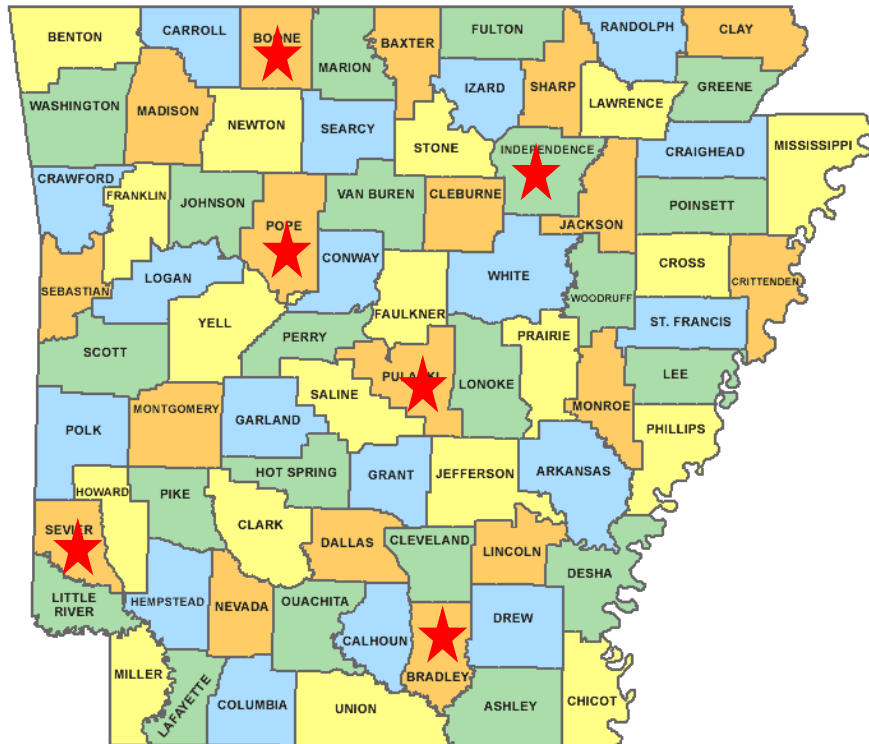 BENTON
CARROLL
BOONE
MARION
BAXTER
FULTON
RANDOLPH
CLAY
WASHINGTON
MADISON
NEWTON
SEARCY
STONE
IZARD
SHARP
LAWRENCE
GREENE
INDEPENDENCE
CRAIGHEAD
MISSISSIPPI
CRAWFORD
FRANKLIN
JOHNSON
POPE
VAN BUREN
CLEBURNE
JACKSON
POINSETT
SEBASTIAN
LOGAN
CONWAY
WHITE
WOODRUFF
CROSS
CRITTENDEN
SCOTT
YELL
PERRY
FAULKNER
PRAIRIE
ST. FRANCIS
POLK
MONTGOMERY
GARLAND
SALINE
PULASKI
LONOKE
MONROE
LEE
PHILLIPS
HOWARD
PIKE
HOT SPRING
GRANT
JEFFERSON
ARKANSAS
SEVIER
CLARK
DALLAS
CLEVELAND
LINCOLN
DESHA
LITTLE
RIVER
HEMPSTEAD
NEVADA
OUACHITA
CALHOUN
BRADLEY
DREW
MILLER
LAFAYETTE
COLUMBIA
UNION
ASHLEY
CHICOT